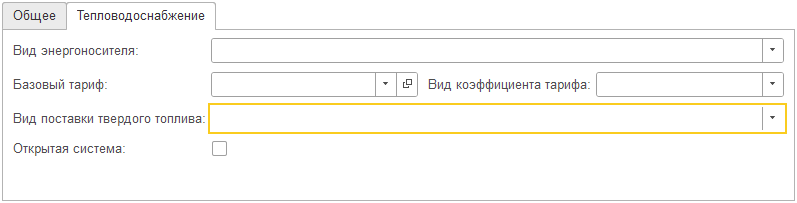 Общее Тепловодоснабжение
Вид энергоносителя:
Базовый тариф: Вид коэффициента тарифа:
Вид поставки твердого топлива:
Открытая система: